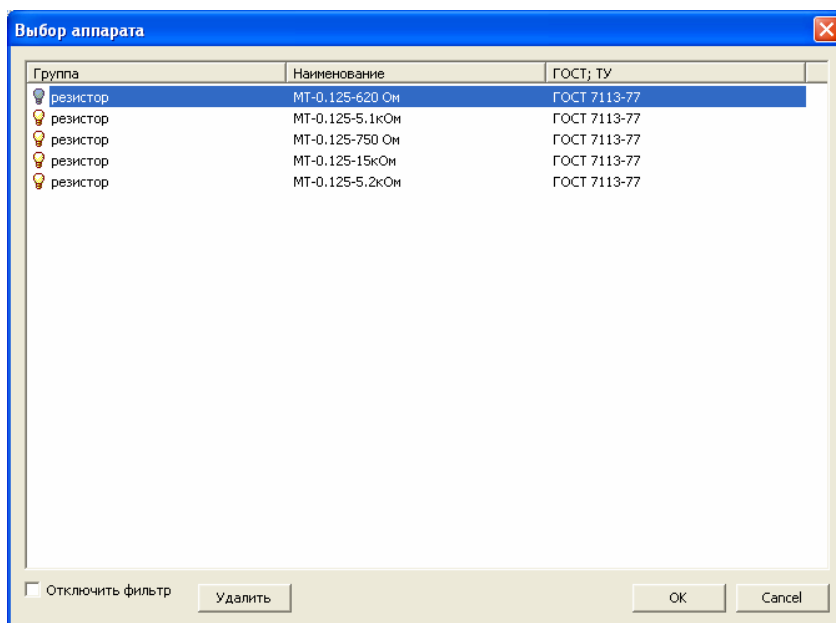 Выбор аппарата
Группа Наименование ГОСТ; ТУ
резистор МТ-0.125-620 Ом ГОСТ 7113-77
резистор МТ-0.125-5.1кОм ГОСТ 7113-77
резистор МТ-0.125-750 Ом ГОСТ 7113-77
резистор МТ-0.125-15кОм ГОСТ 7113-77
резистор МТ-0.125-5.2кОм ГОСТ 7113-77
Отключить фильтр Удалить OK Cancel